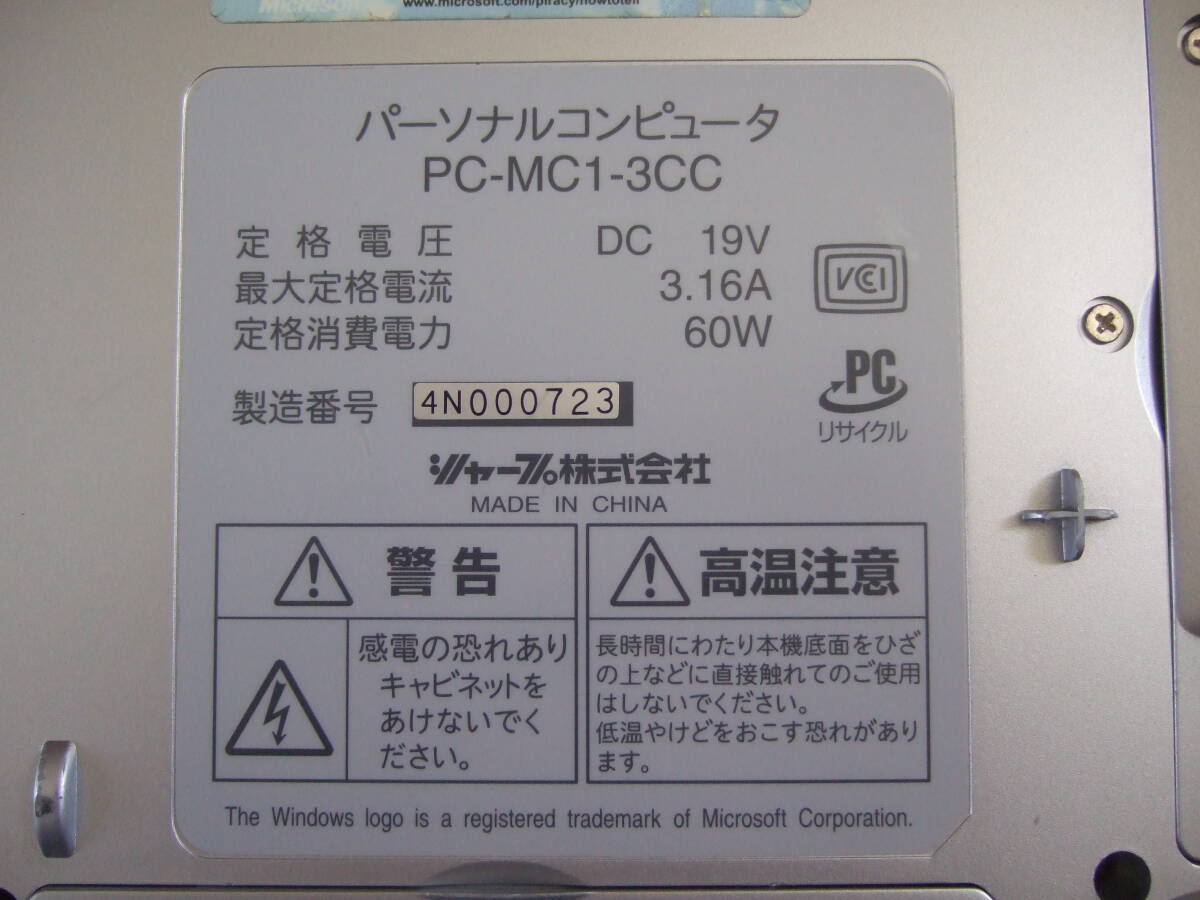 Microsoft www.microsoft.com/piracy/howtotell
パーソナルコンピュータ
PC-MC1-3CC
定格電圧 DC 19V
最大定格電流 3.16A
定格消費電力 60W
VCCI
製造番号 4N000723
PC
リサイクル
シャープ株式会社
MADE IN CHINA
警告
感電の恐れあり
キャビネットを
あけないでく
ださい。
高温注意
長時間にわたり本機底面をひざ
の上などに直接触れてのご使用
はしないでください。
低温やけどをおこす恐れがあり
ます。
The Windows logo is a registered trademark of Microsoft Corporation.